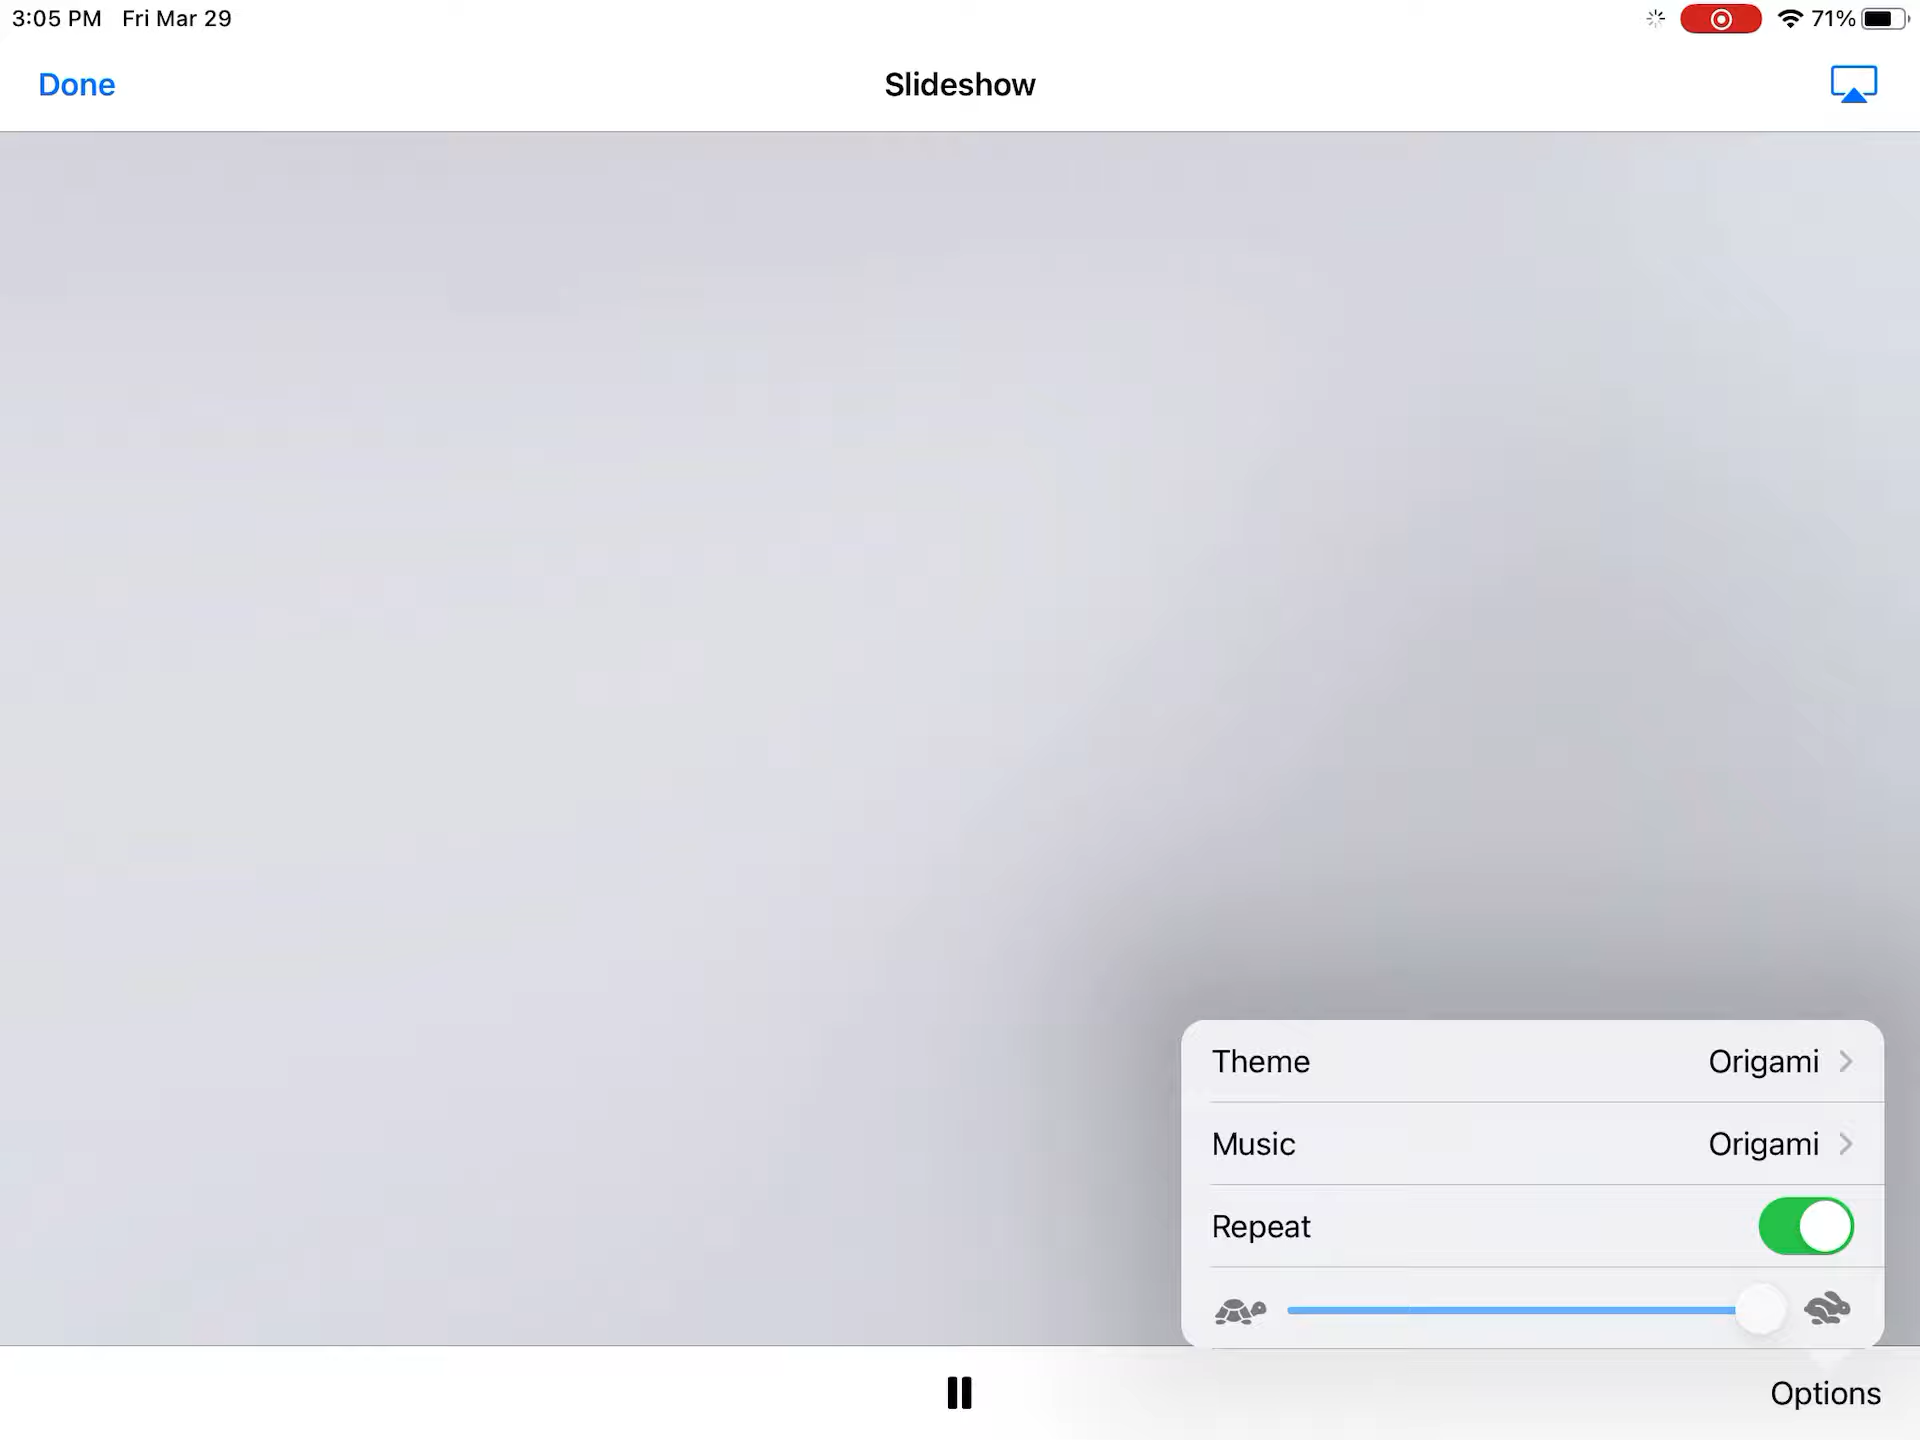 3:05 PM Fri Mar 29 71%
Done Slideshow
Theme Origami
Music Origami
Repeat
Options